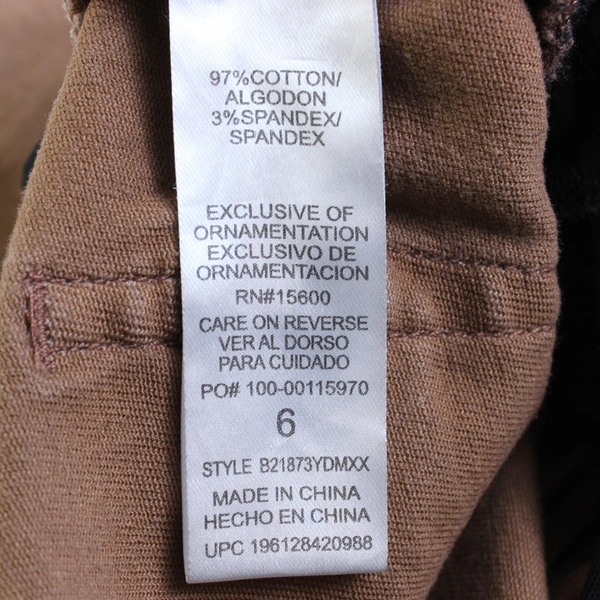 97%COTTON/
ALGODON
3%SPANDEX/
SPANDEX
EXCLUSIVE OF
ORNAMENTATION
EXCLUSIVO DE
ORNAMENTACION
RN#15600
CARE ON REVERSE
VER AL DORSO
PARA CUIDADO
PO# 100-00115970
6
STYLE B21873YDMXX
MADE IN CHINA
HECHO EN CHINA
UPC 196128420988